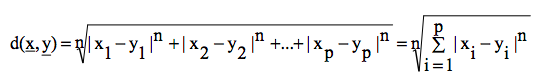 d(x̲,y̲) = ⁿ√(|x₁−y₁|ⁿ + |x₂−y₂|ⁿ +...+ |xₚ−yₚ|ⁿ) = ⁿ√(∑ᵢ₌₁ᵖ |xᵢ−yᵢ|ⁿ)